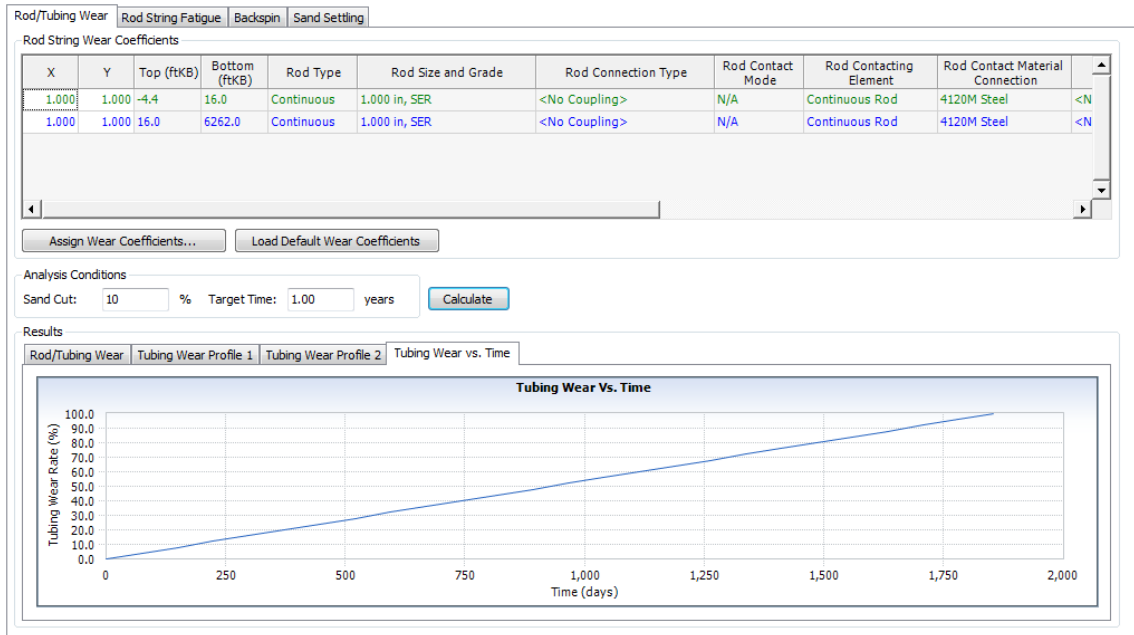 Rod/Tubing Wear Rod String Fatigue Backspin Sand Settling
Rod String Wear Coefficients
X Y Top (ftKB) Bottom (ftKB) Rod Type Rod Size and Grade Rod Connection Type Rod Contact Mode Rod Contacting Element Rod Contact Material Connection
1.000 1.000 -4.4 16.0 Continuous 1.000 in, SER <No Coupling> N/A Continuous Rod 4120M Steel <N
1.000 1.000 16.0 6262.0 Continuous 1.000 in, SER <No Coupling> N/A Continuous Rod 4120M Steel <N
Assign Wear Coefficients... Load Default Wear Coefficients
Analysis Conditions
Sand Cut: 10 % Target Time: 1.00 years Calculate
Results
Rod/Tubing Wear Tubing Wear Profile 1 Tubing Wear Profile 2 Tubing Wear vs. Time
Tubing Wear Vs. Time
Tubing Wear Rate (%)
100.0
90.0
80.0
70.0
60.0
50.0
40.0
30.0
20.0
10.0
0.0
0 250 500 750 1,000 1,250 1,500 1,750 2,000
Time (days)